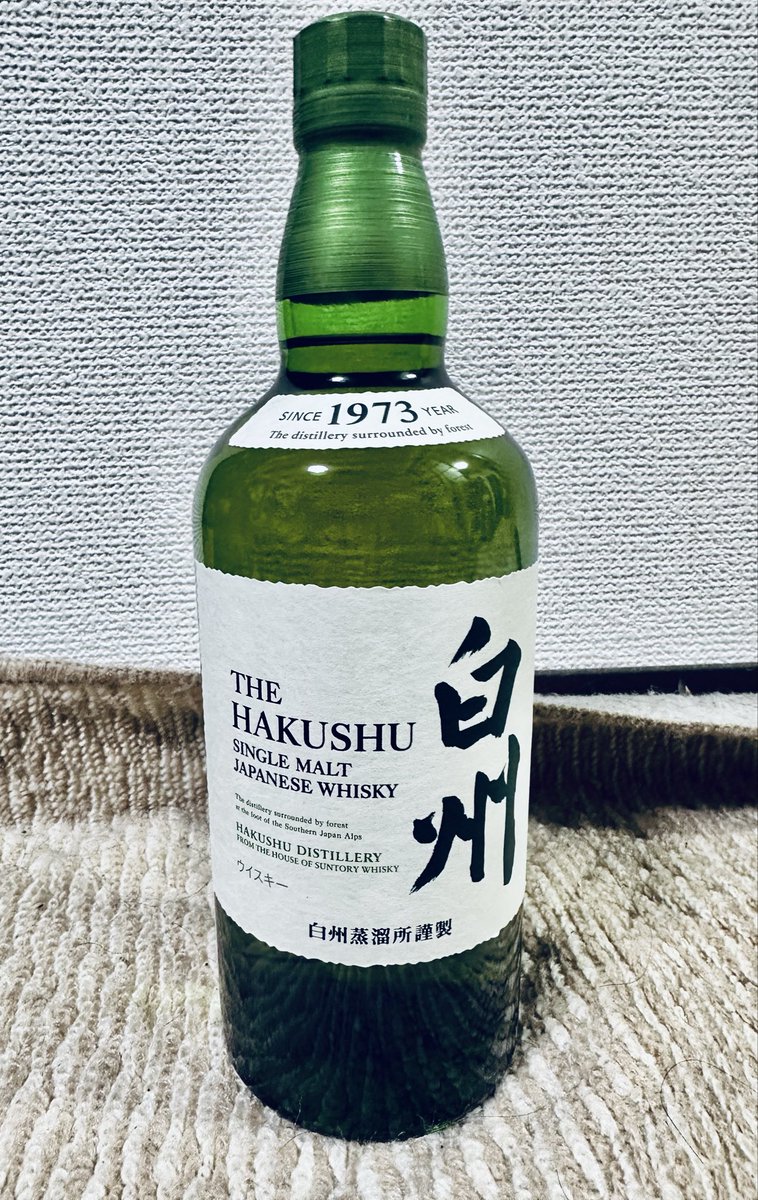 SINCE 1973 YEAR
The distillery surrounded by forest
THE
HAKUSHU
SINGLE MALT
JAPANESE WHISKY
The distillery surrounded by forest
at the foot of the Southern Japan Alps
HAKUSHU DISTILLERY
FROM THE HOUSE OF SUNTORY WHISKY
ウイスキー
白州
白州蒸溜所謹製